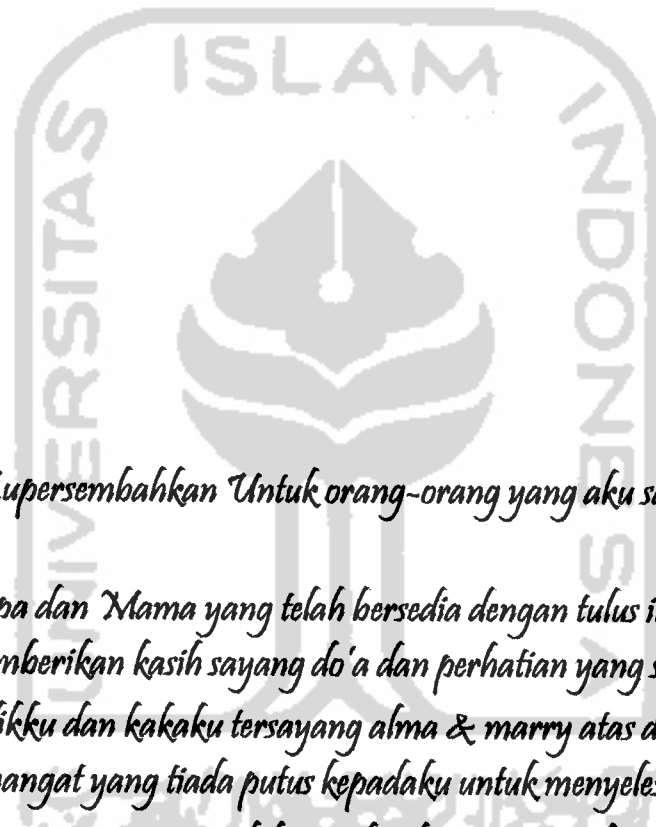 ISLAM
UNIVERSITAS
INDONESIA
upersembahkan Untuk orang-orang yang aku sa
pa dan Mama yang telah bersedia dengan tulus i
mberikan kasih sayang do'a dan perhatian yang s
ikku dan kakaku tersayang alma & marry atas d
angat yang tiada putus kepadaku untuk menyeles